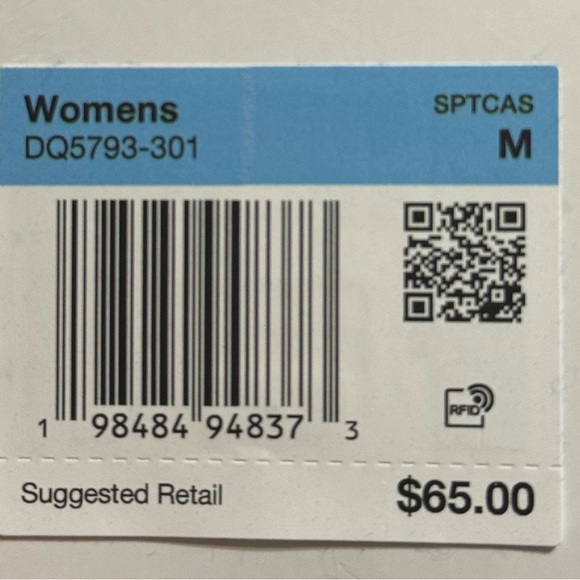 Womens
SPTCAS
DQ5793-301
M
1 98484 94837 3
RFID
Suggested Retail
$65.00